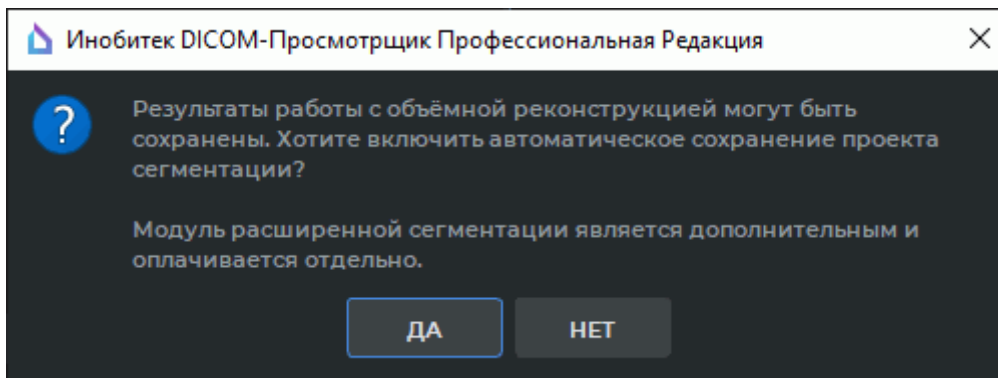 Инобитек DICOM-Просмотрщик Профессиональная Редакция
Результаты работы с объёмной реконструкцией могут быть
сохранены. Хотите включить автоматическое сохранение проекта
сегментации?
Модуль расширенной сегментации является дополнительным и
оплачивается отдельно.
ДА
НЕТ